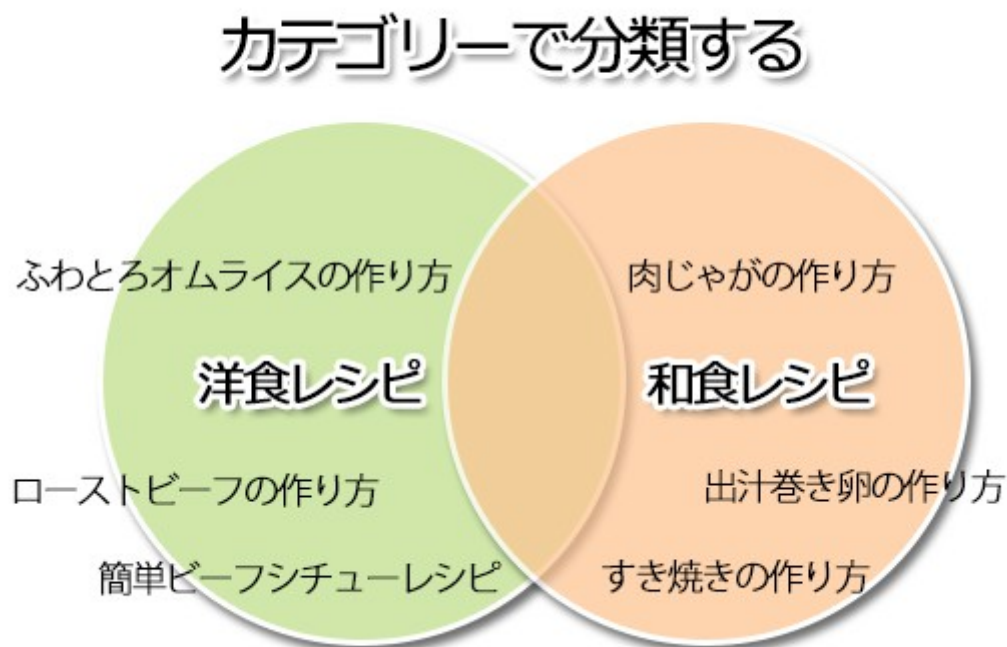 カテゴリーで分類する
ふわとろオムライスの作り方
肉じゃがの作り方
洋食レシピ
和食レシピ
ローストビーフの作り方
出汁巻き卵の作り方
簡単ビーフシチューレシピ
すき焼きの作り方